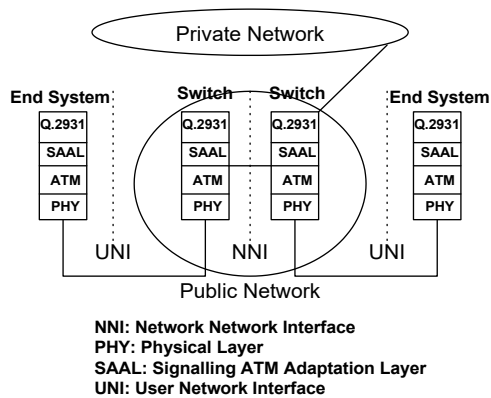 Private Network
End System Switch Switch End System
Q.2931 Q.2931 Q.2931 Q.2931
SAAL SAAL SAAL SAAL
ATM ATM ATM ATM
PHY PHY PHY PHY
UNI NNI UNI
Public Network
NNI: Network Network Interface
PHY: Physical Layer
SAAL: Signalling ATM Adaptation Layer
UNI: User Network Interface